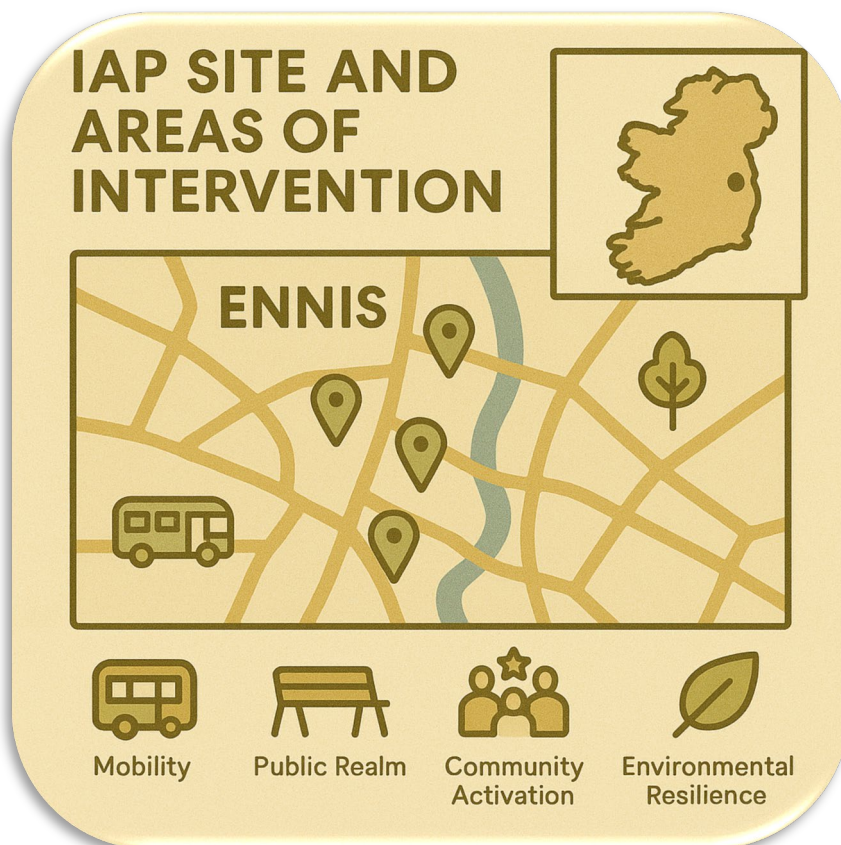 IAP SITE AND
AREAS OF
INTERVENTION
ENNIS
Mobility
Public Realm
Community
Activation
Environmental
Resilience